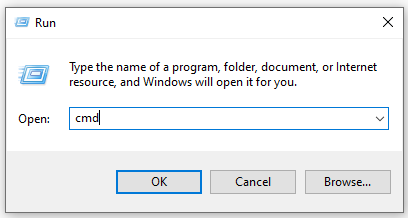 Run
Type the name of a program, folder, document, or Internet
resource, and Windows will open it for you.
Open: cmd
OK Cancel Browse...